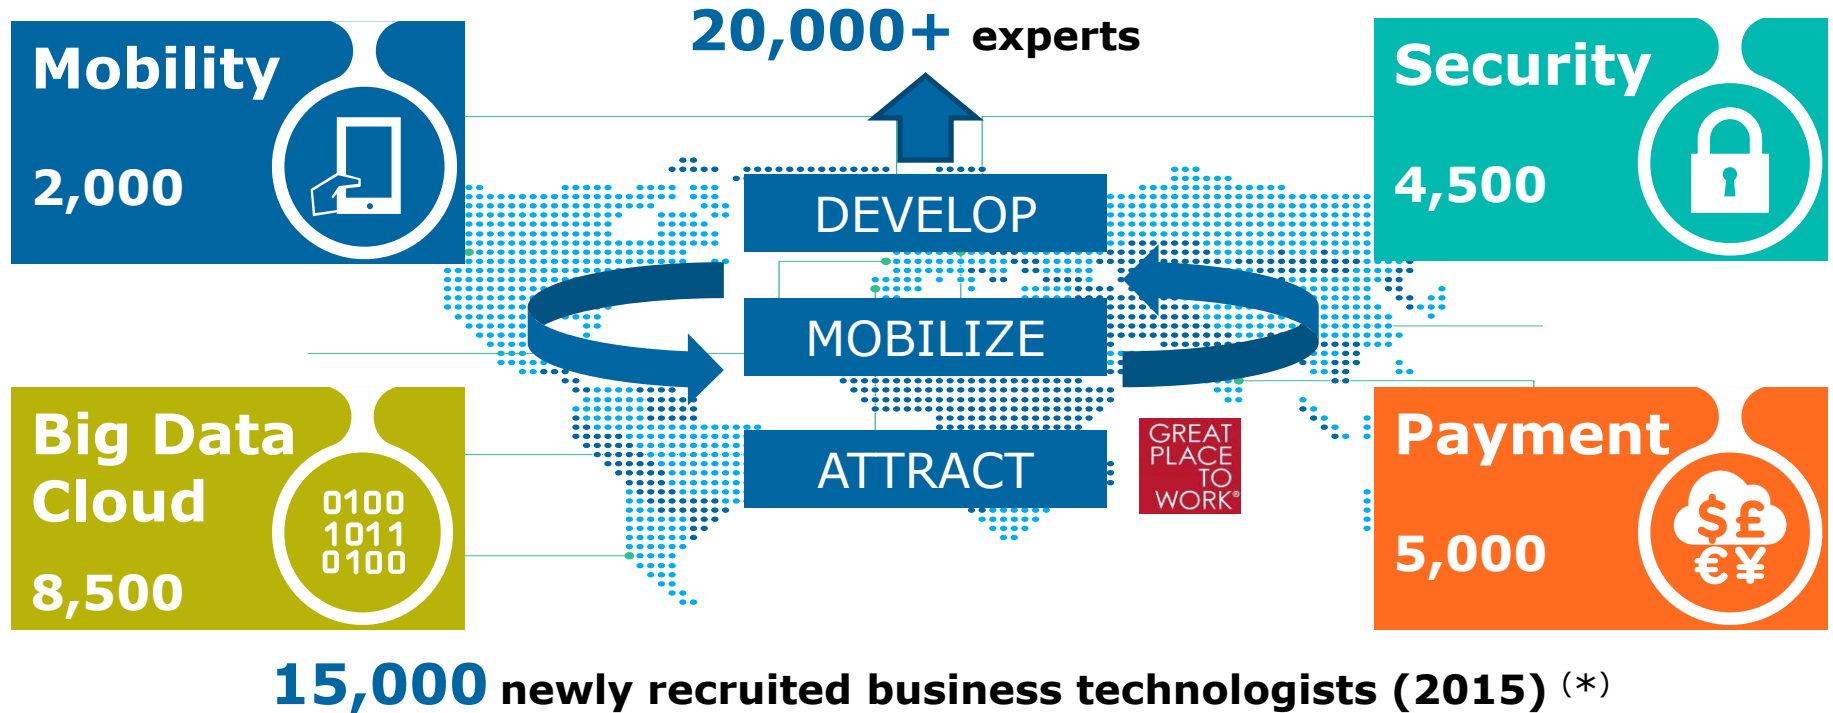 20,000+ experts
Mobility
2,000
Security
4,500
DEVELOP
MOBILIZE
ATTRACT
GREAT
PLACE
TO
WORK®
Big Data
Cloud
8,500
0100
1011
0100
Payment
5,000
$£
€¥
15,000 newly recruited business technologists (2015) (*)